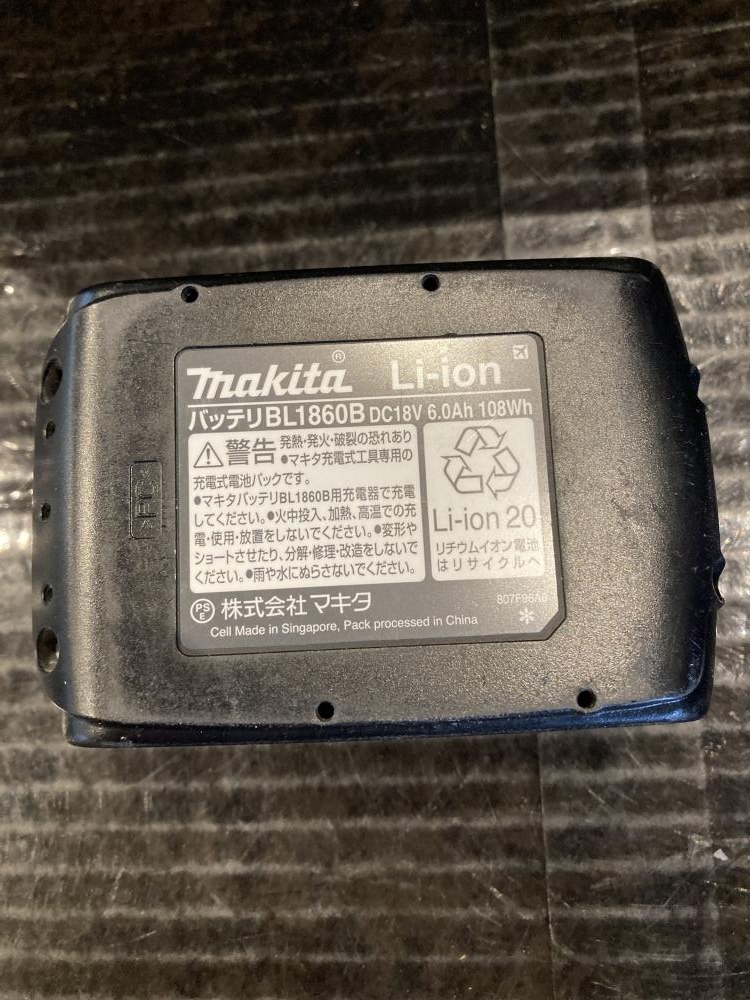 makita® Li-ion
バッテリBL1860B DC18V 6.0Ah 108Wh
警告 発熱・発火・破裂の恐れあり
●マキタ充電式工具専用の
充電式電池パックです。
●マキタバッテリBL1860B用充電器で充電
してください。●火中投入、加熱、高温での充
電・使用・放置をしないでください。●変形や
ショートさせたり、分解・修理・改造をしないで
ください。●雨や水にぬらさないでください。
Li-ion 20
リチウムイオン電池
はリサイクルへ
PSE 株式会社マキタ
Cell Made in Singapore, Pack processed in China